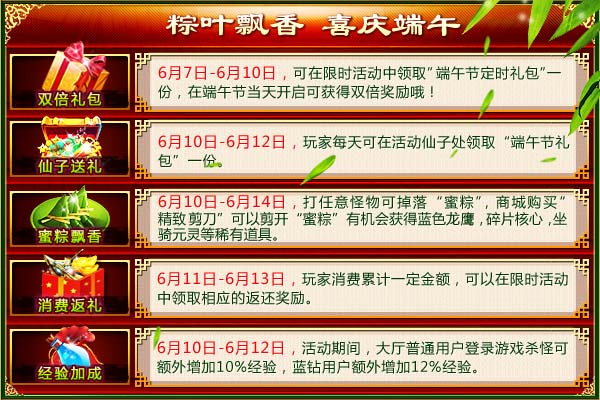 粽叶飘香 喜庆端午
双倍礼包
6月7日-6月10日，可在限时活动中领取"端午节定时礼包"一
份，在端午节当天开启可获得双倍奖励哦！
仙子送礼
6月10日-6月12日，玩家每天可在活动仙子处领取“端午节礼
包”一份。
蜜粽飘香
6月10日-6月14日，打任意怪物可掉落“蜜粽”，商城购买”
精致剪刀”可以剪开“蜜粽”有机会获得蓝色龙鹰，碎片核心，坐
骑元灵等稀有道具。
消费返礼
6月11日-6月13日，玩家消费累计一定金额，可以在限时活动
中领取相应的返还奖励。
经验加成
6月10日-6月12日，活动期间，大厅普通用户登录游戏杀怪可
额外增加10%经验，蓝钻用户额外增加12%经验。